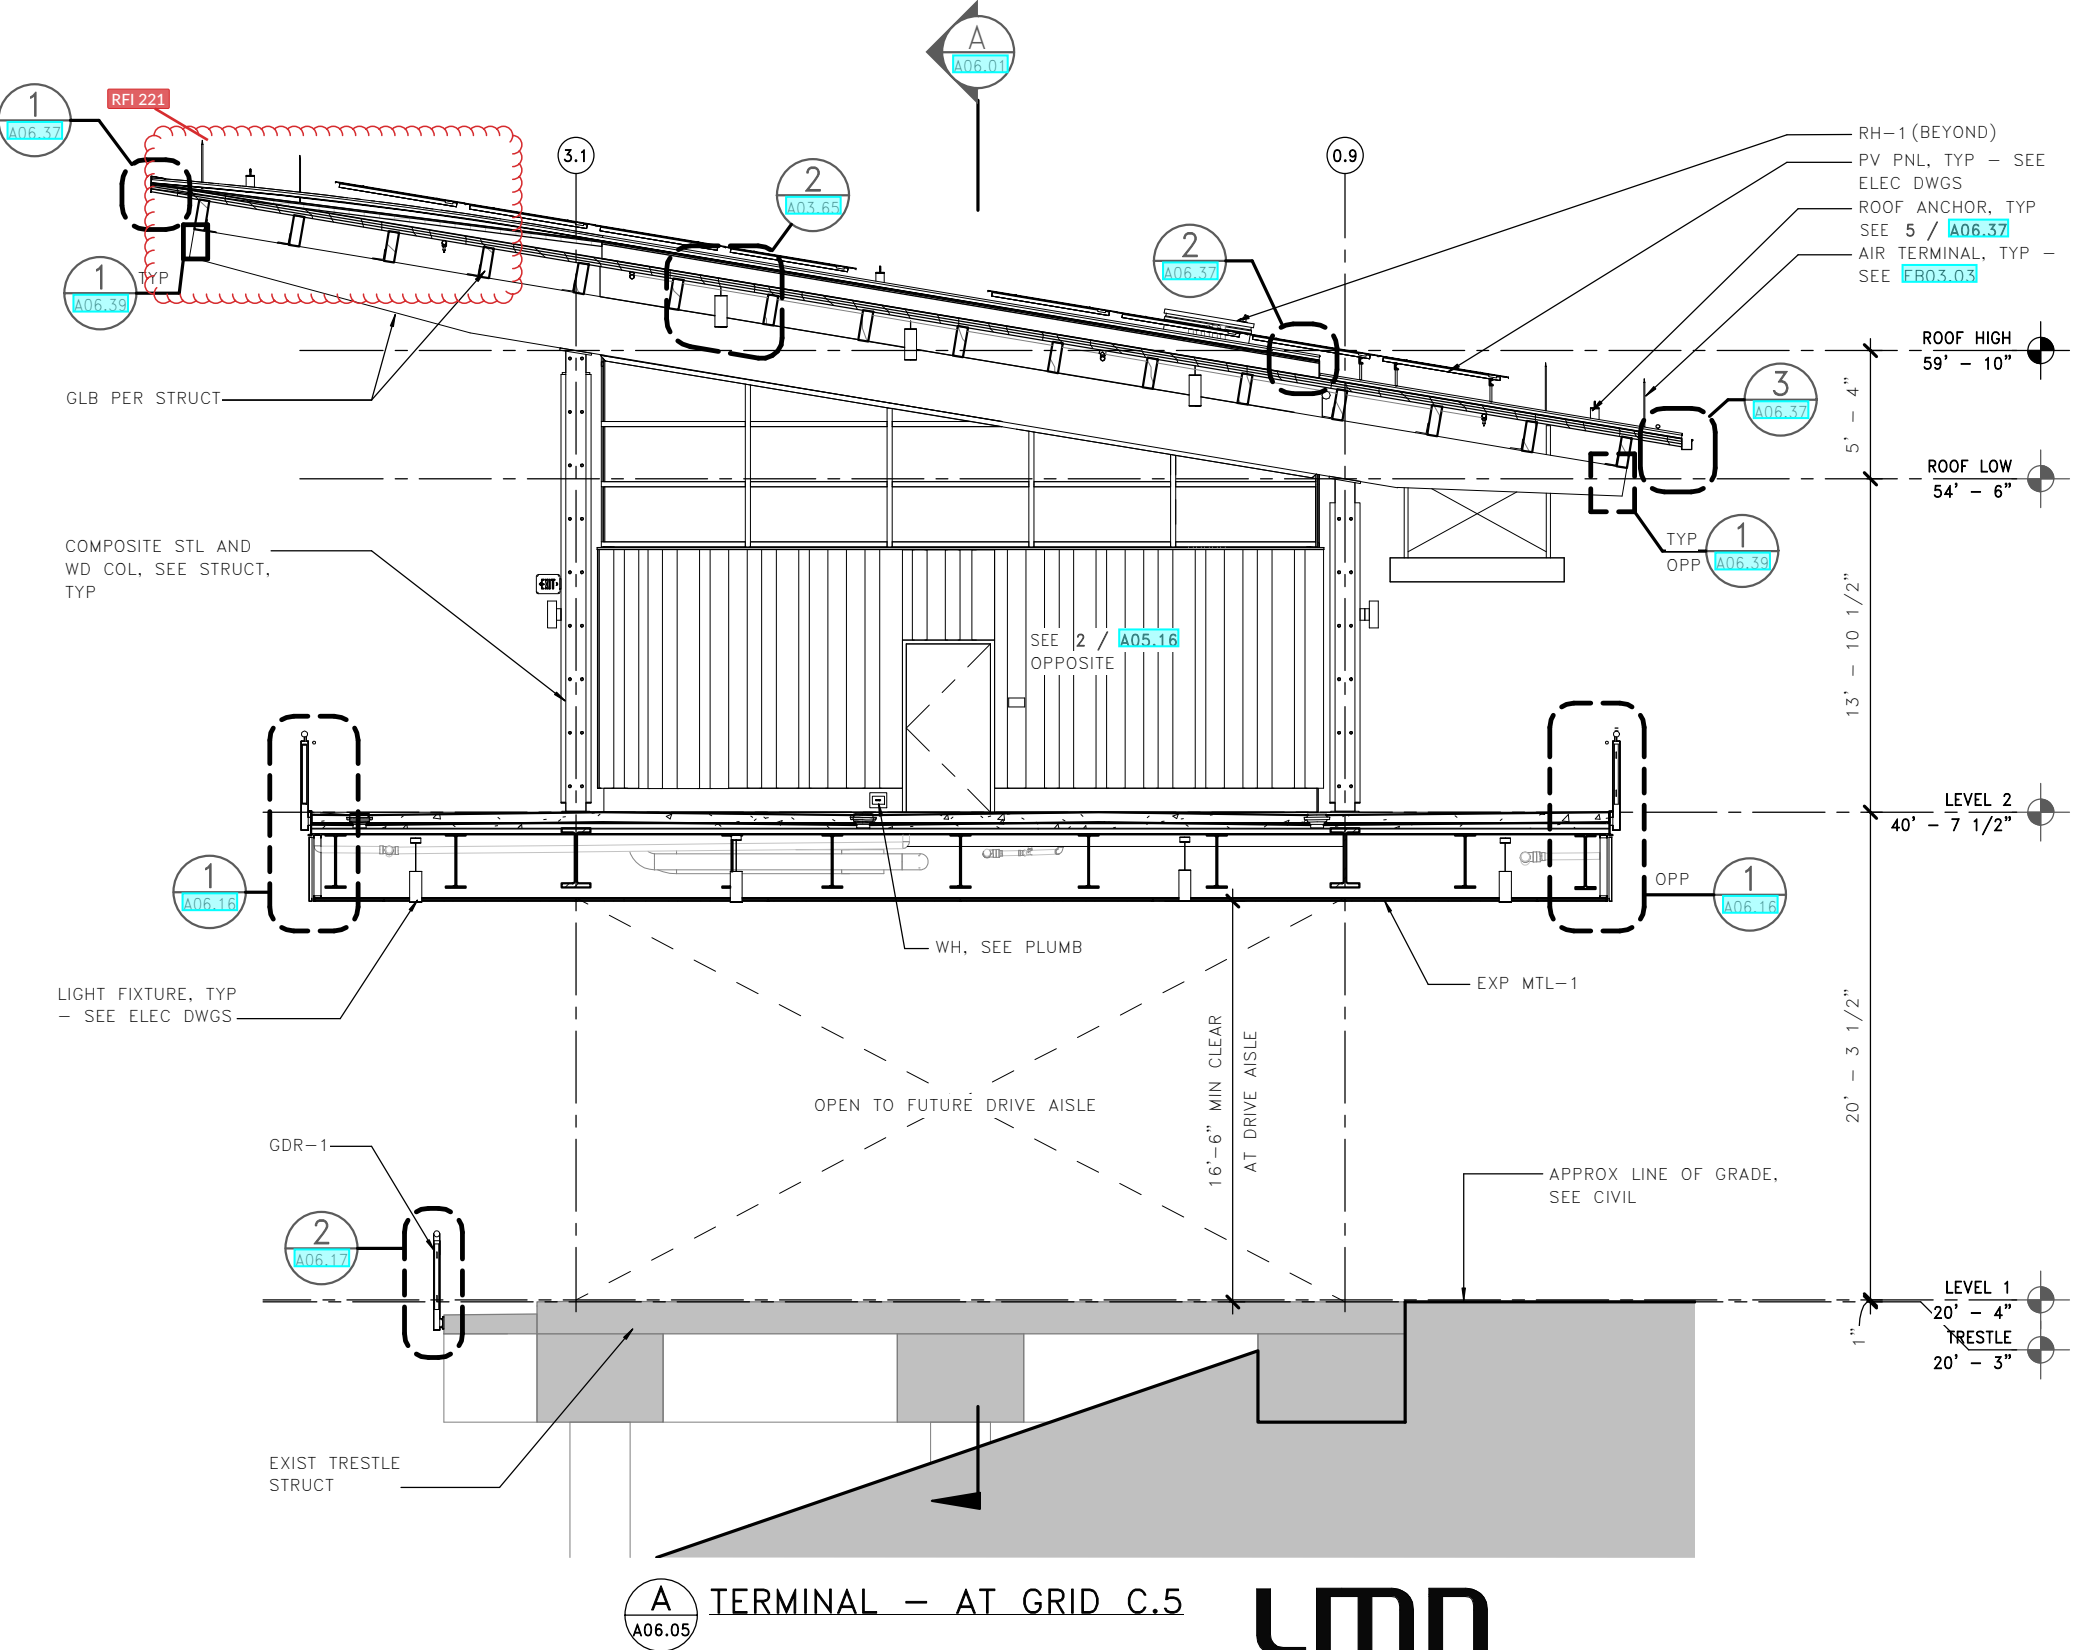 A
A06.01
1
A06.37
RFI 221
3.1
0.9
2
A03.65
2
A06.37
RH-1 (BEYOND)
PV PNL, TYP - SEE
ELEC DWGS
ROOF ANCHOR, TYP
SEE 5 / A06.37
AIR TERMINAL, TYP -
SEE EB03.03
1
A06.39
TYP
GLB PER STRUCT
ROOF HIGH
59' - 10"
5' - 4"
3
A06.37
ROOF LOW
54' - 6"
TYP
OPP
1
A06.39
COMPOSITE STL AND
WD COL, SEE STRUCT,
TYP
EXIT
SEE 2 / A05.16
OPPOSITE
13' - 10 1/2"
LEVEL 2
40' - 7 1/2"
1
A06.16
OPP
1
A06.16
WH, SEE PLUMB
EXP MTL-1
LIGHT FIXTURE, TYP
- SEE ELEC DWGS
16'-6" MIN CLEAR
AT DRIVE AISLE
20' - 3 1/2"
OPEN TO FUTURE DRIVE AISLE
GDR-1
APPROX LINE OF GRADE,
SEE CIVIL
2
A06.17
LEVEL 1
20' - 4"
1"
TRESTLE
20' - 3"
EXIST TRESTLE
STRUCT
A
A06.05
TERMINAL - AT GRID C.5
LMN